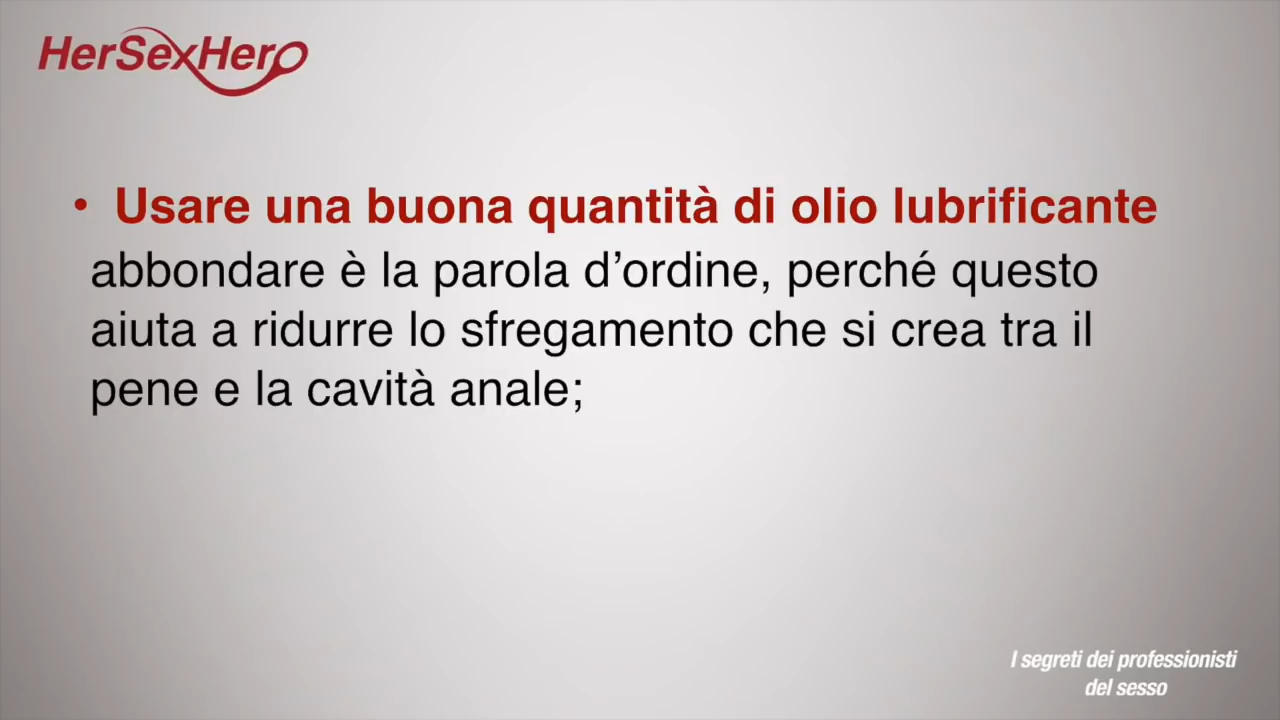 HerSexHero
• Usare una buona quantità di olio lubrificante
abbondare è la parola d’ordine, perché questo
aiuta a ridurre lo sfregamento che si crea tra il
pene e la cavità anale;
I segreti dei professionisti
del sesso